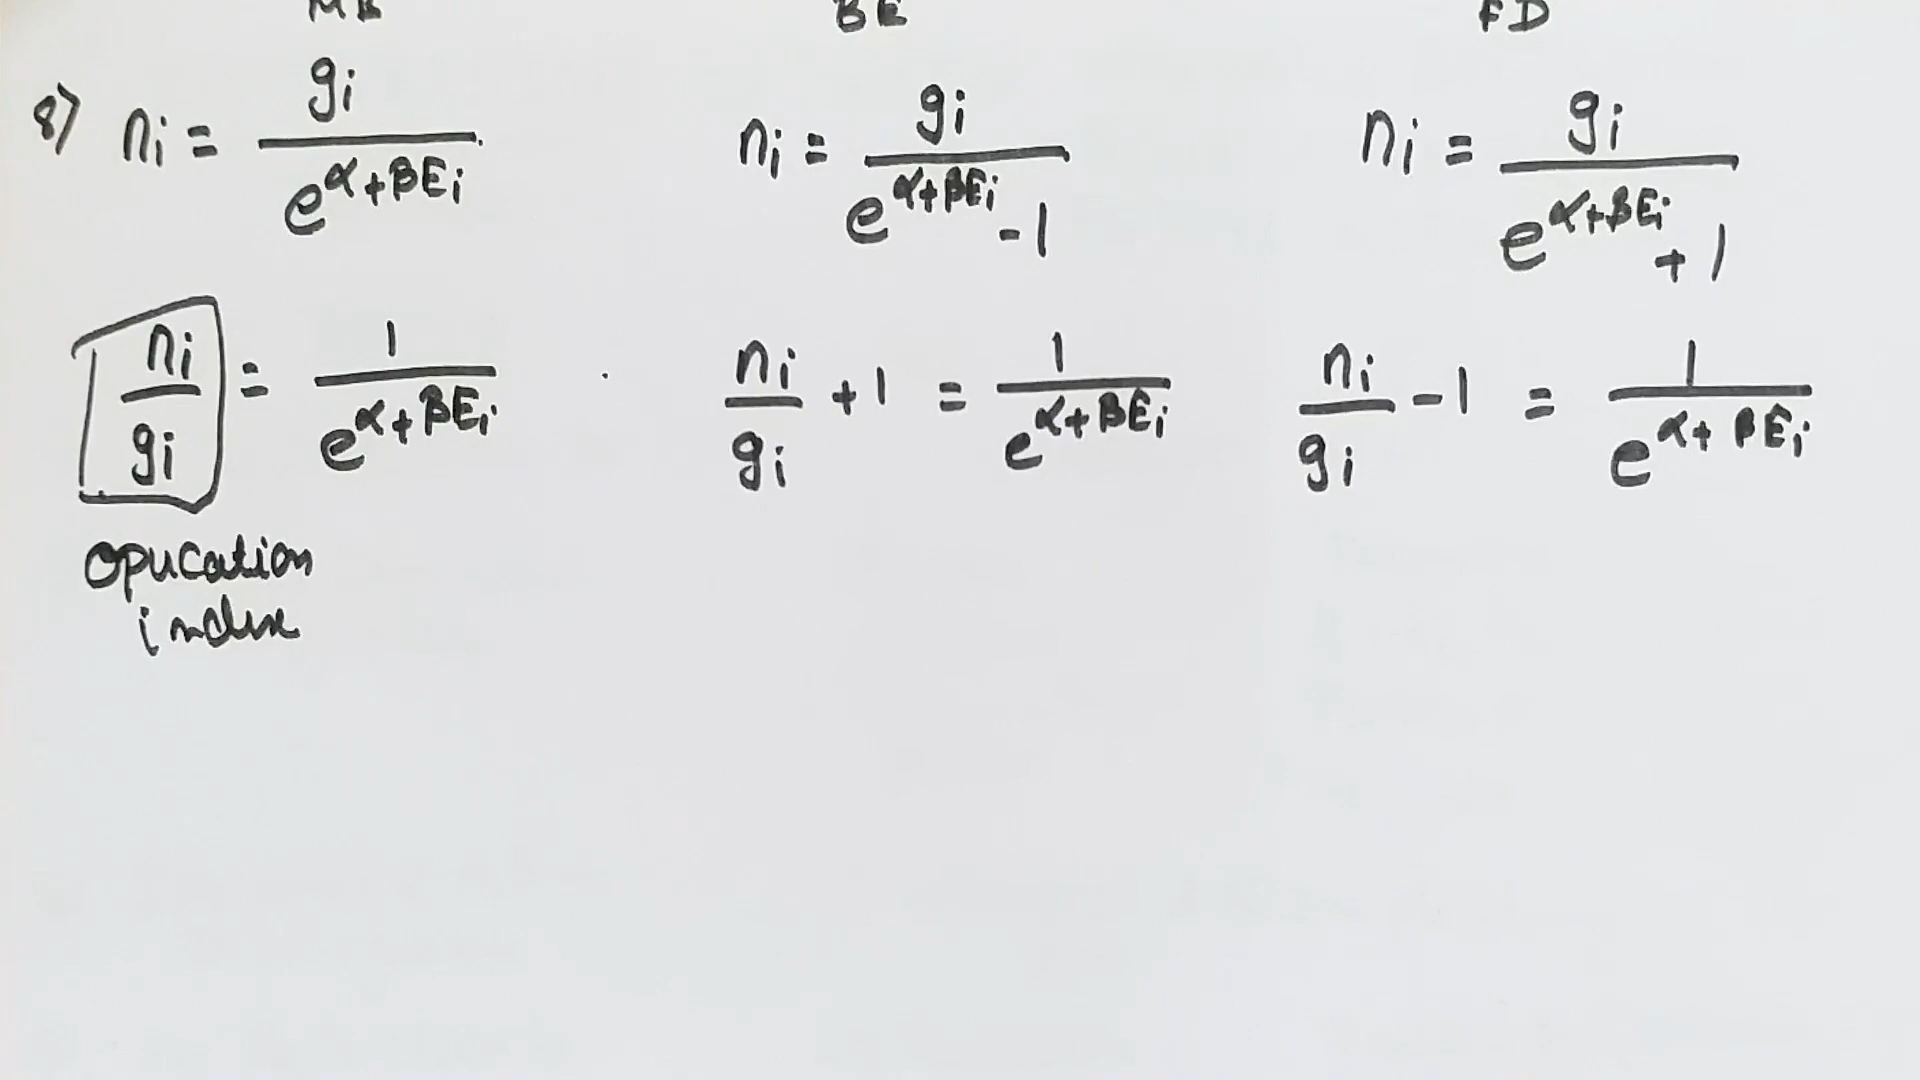 MB BE FD
8) ni = gi / e^(α+βEi) ni = gi / (e^(α+βEi) - 1) ni = gi / (e^(α+βEi) + 1)
ni / gi = 1 / e^(α+βEi) ni / gi + 1 = 1 / e^(α+βEi) ni / gi - 1 = 1 / e^(α+βEi)
opucation
index